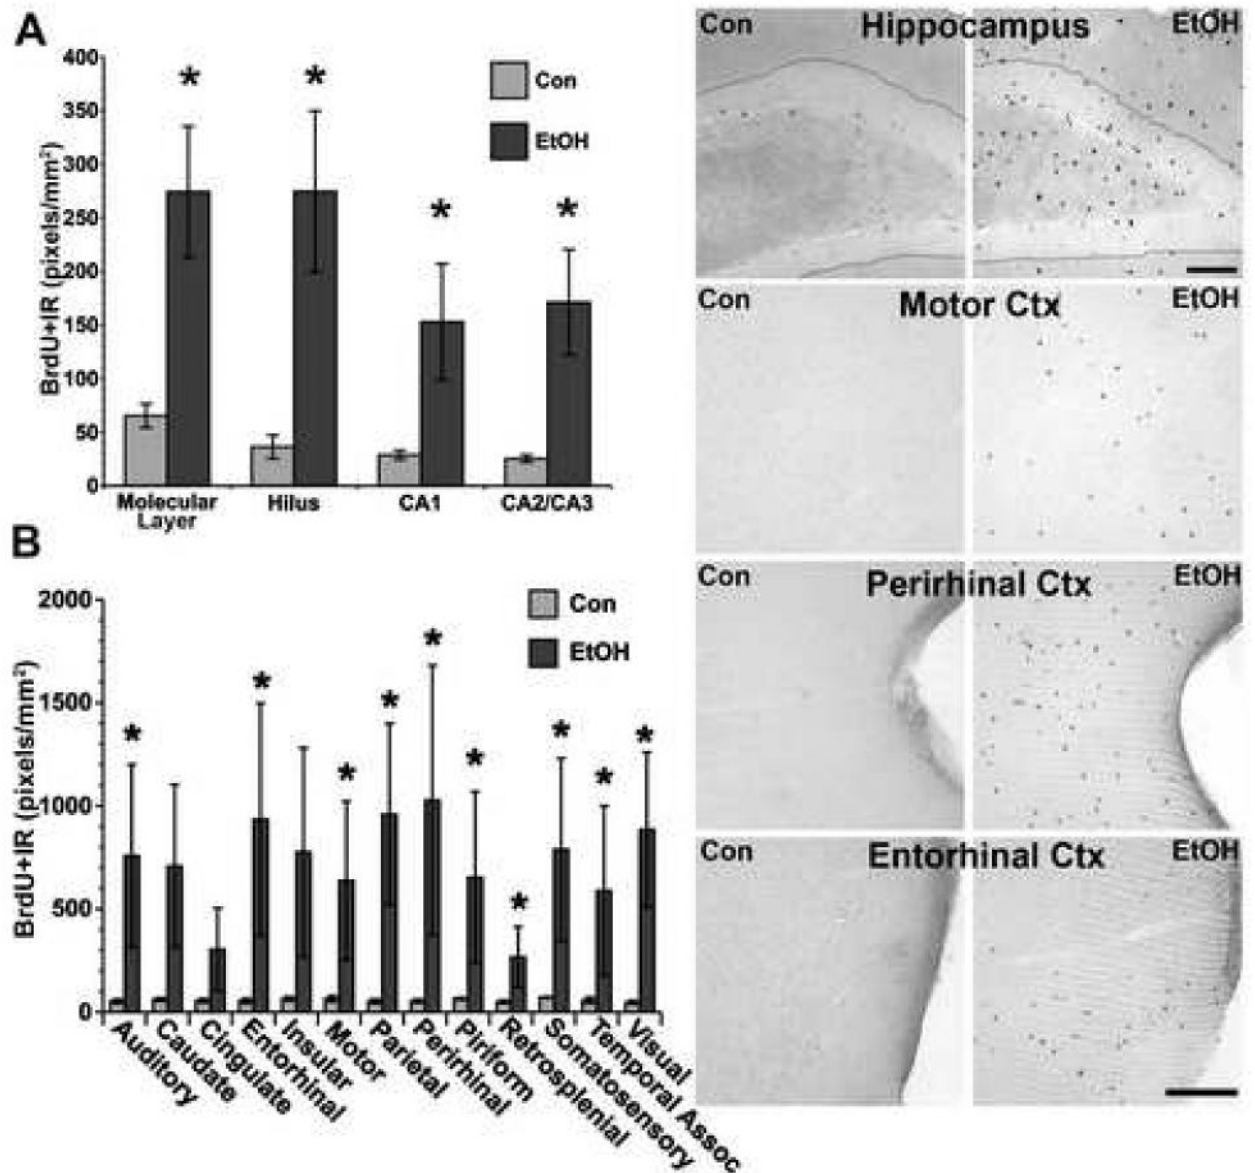 A
BrdU+IR (pixels/mm²)
400
350
300
250
200
150
100
50
0
Con
EtOH
*
*
*
*
Molecular
Layer
Hilus
CA1
CA2/CA3
B
BrdU+IR (pixels/mm²)
2000
1500
1000
500
0
Con
EtOH
*
*
*
*
*
*
*
*
*
*
Auditory
Caudate
Cingulate
Entorhinal
Insular
Motor
Parietal
Perirhinal
Piriform
Retrosplenial
Somatosensory
Temporal Assoc
Visual
Con Hippocampus EtOH
Con Motor Ctx EtOH
Con Perirhinal Ctx EtOH
Con Entorhinal Ctx EtOH